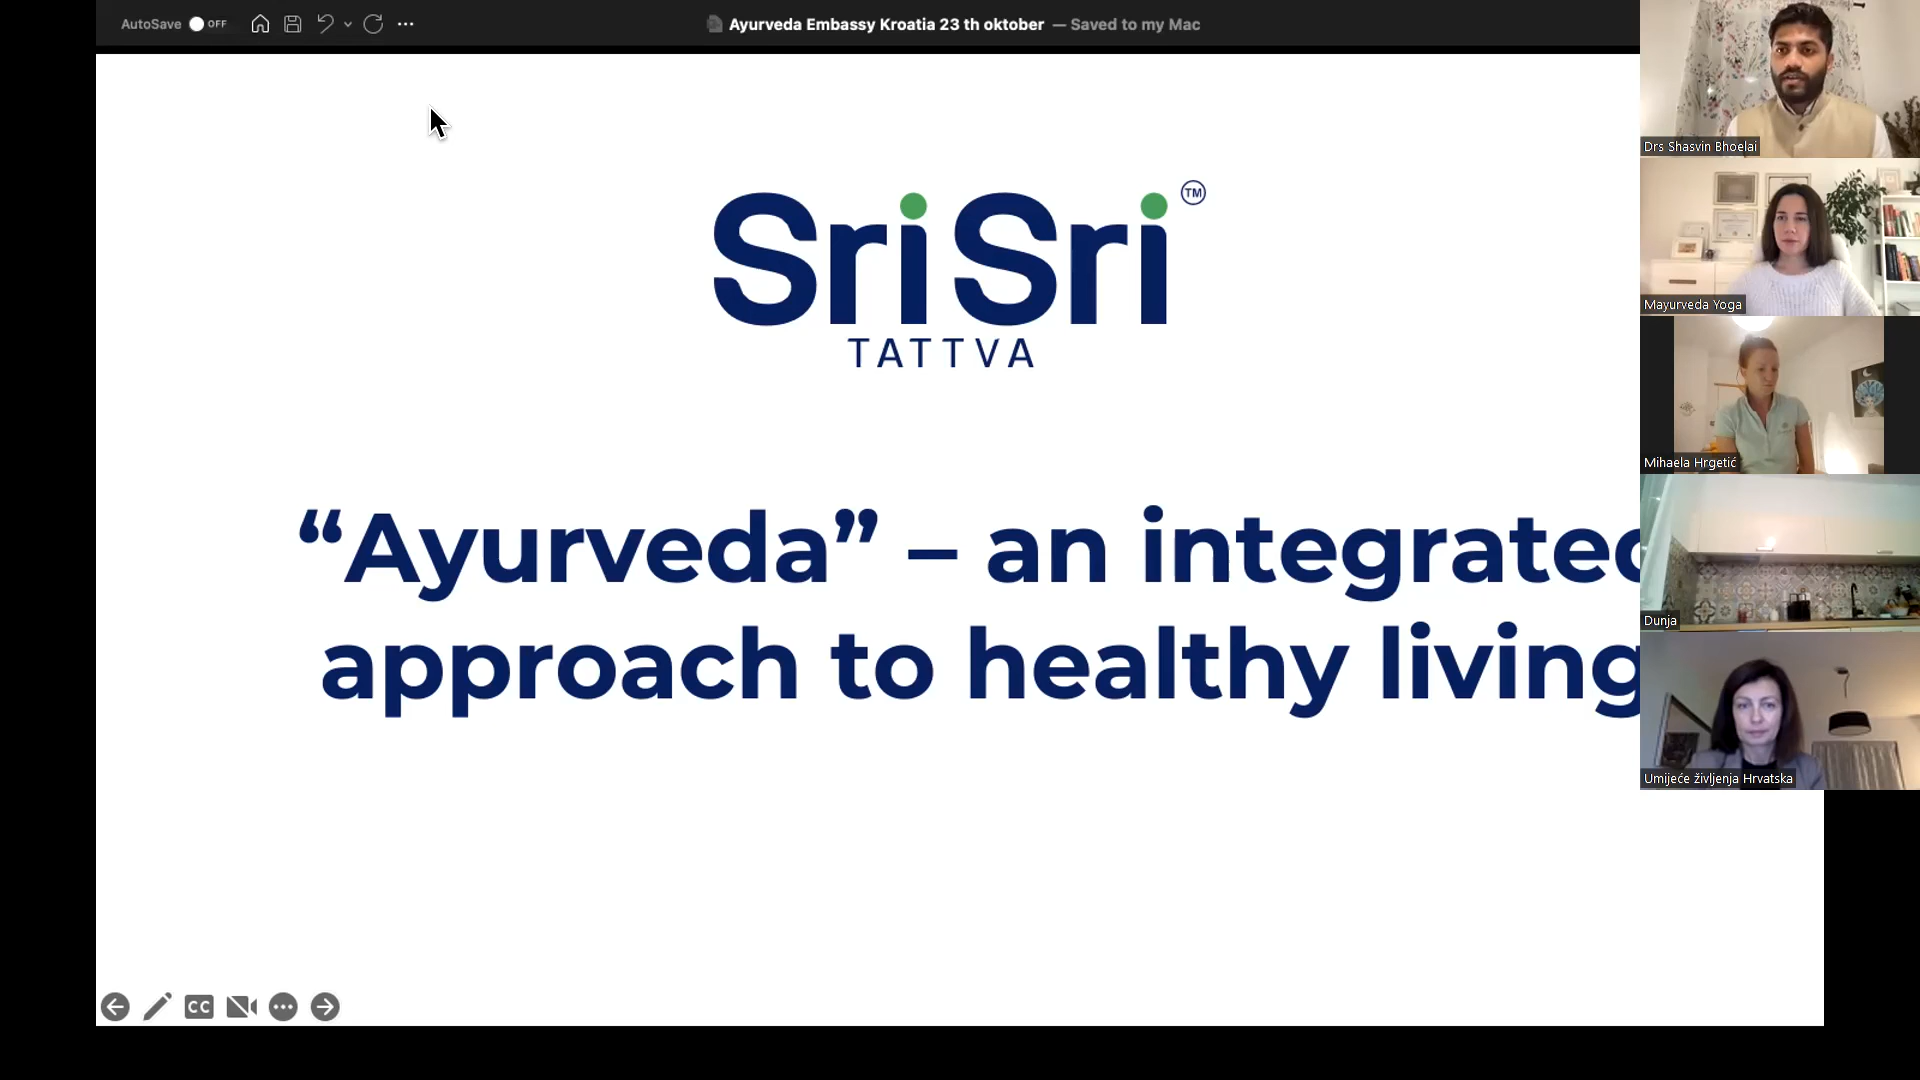 AutoSave OFF
Ayurveda Embassy Kroatia 23 th oktober — Saved to my Mac
SriSri ™
TATTVA
“Ayurveda” – an integrated
approach to healthy living
CC
Drs Shasvin Bhoelai
Mayurveda Yoga
Mihaela Hrgetić
Dunja
Umijeće življenja Hrvatska